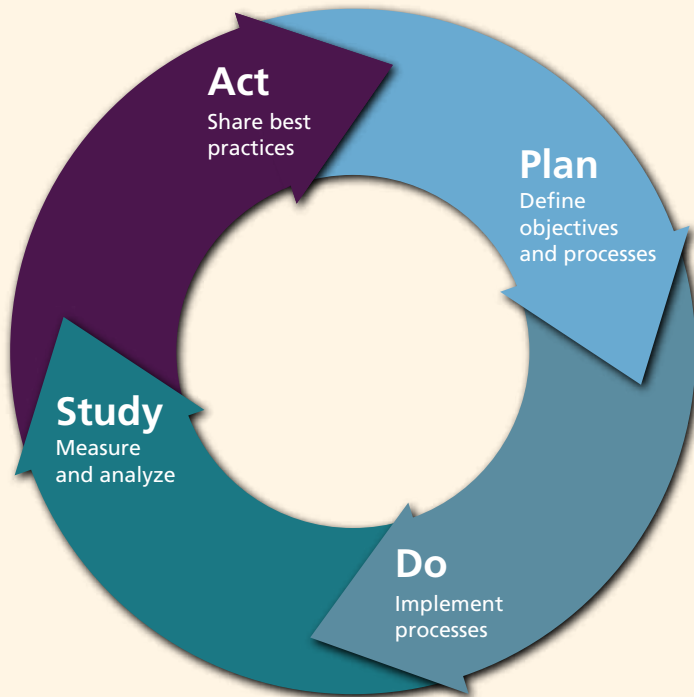 Act
Share best
practices
Plan
Define
objectives
and processes
Do
Implement
processes
Study
Measure
and analyze